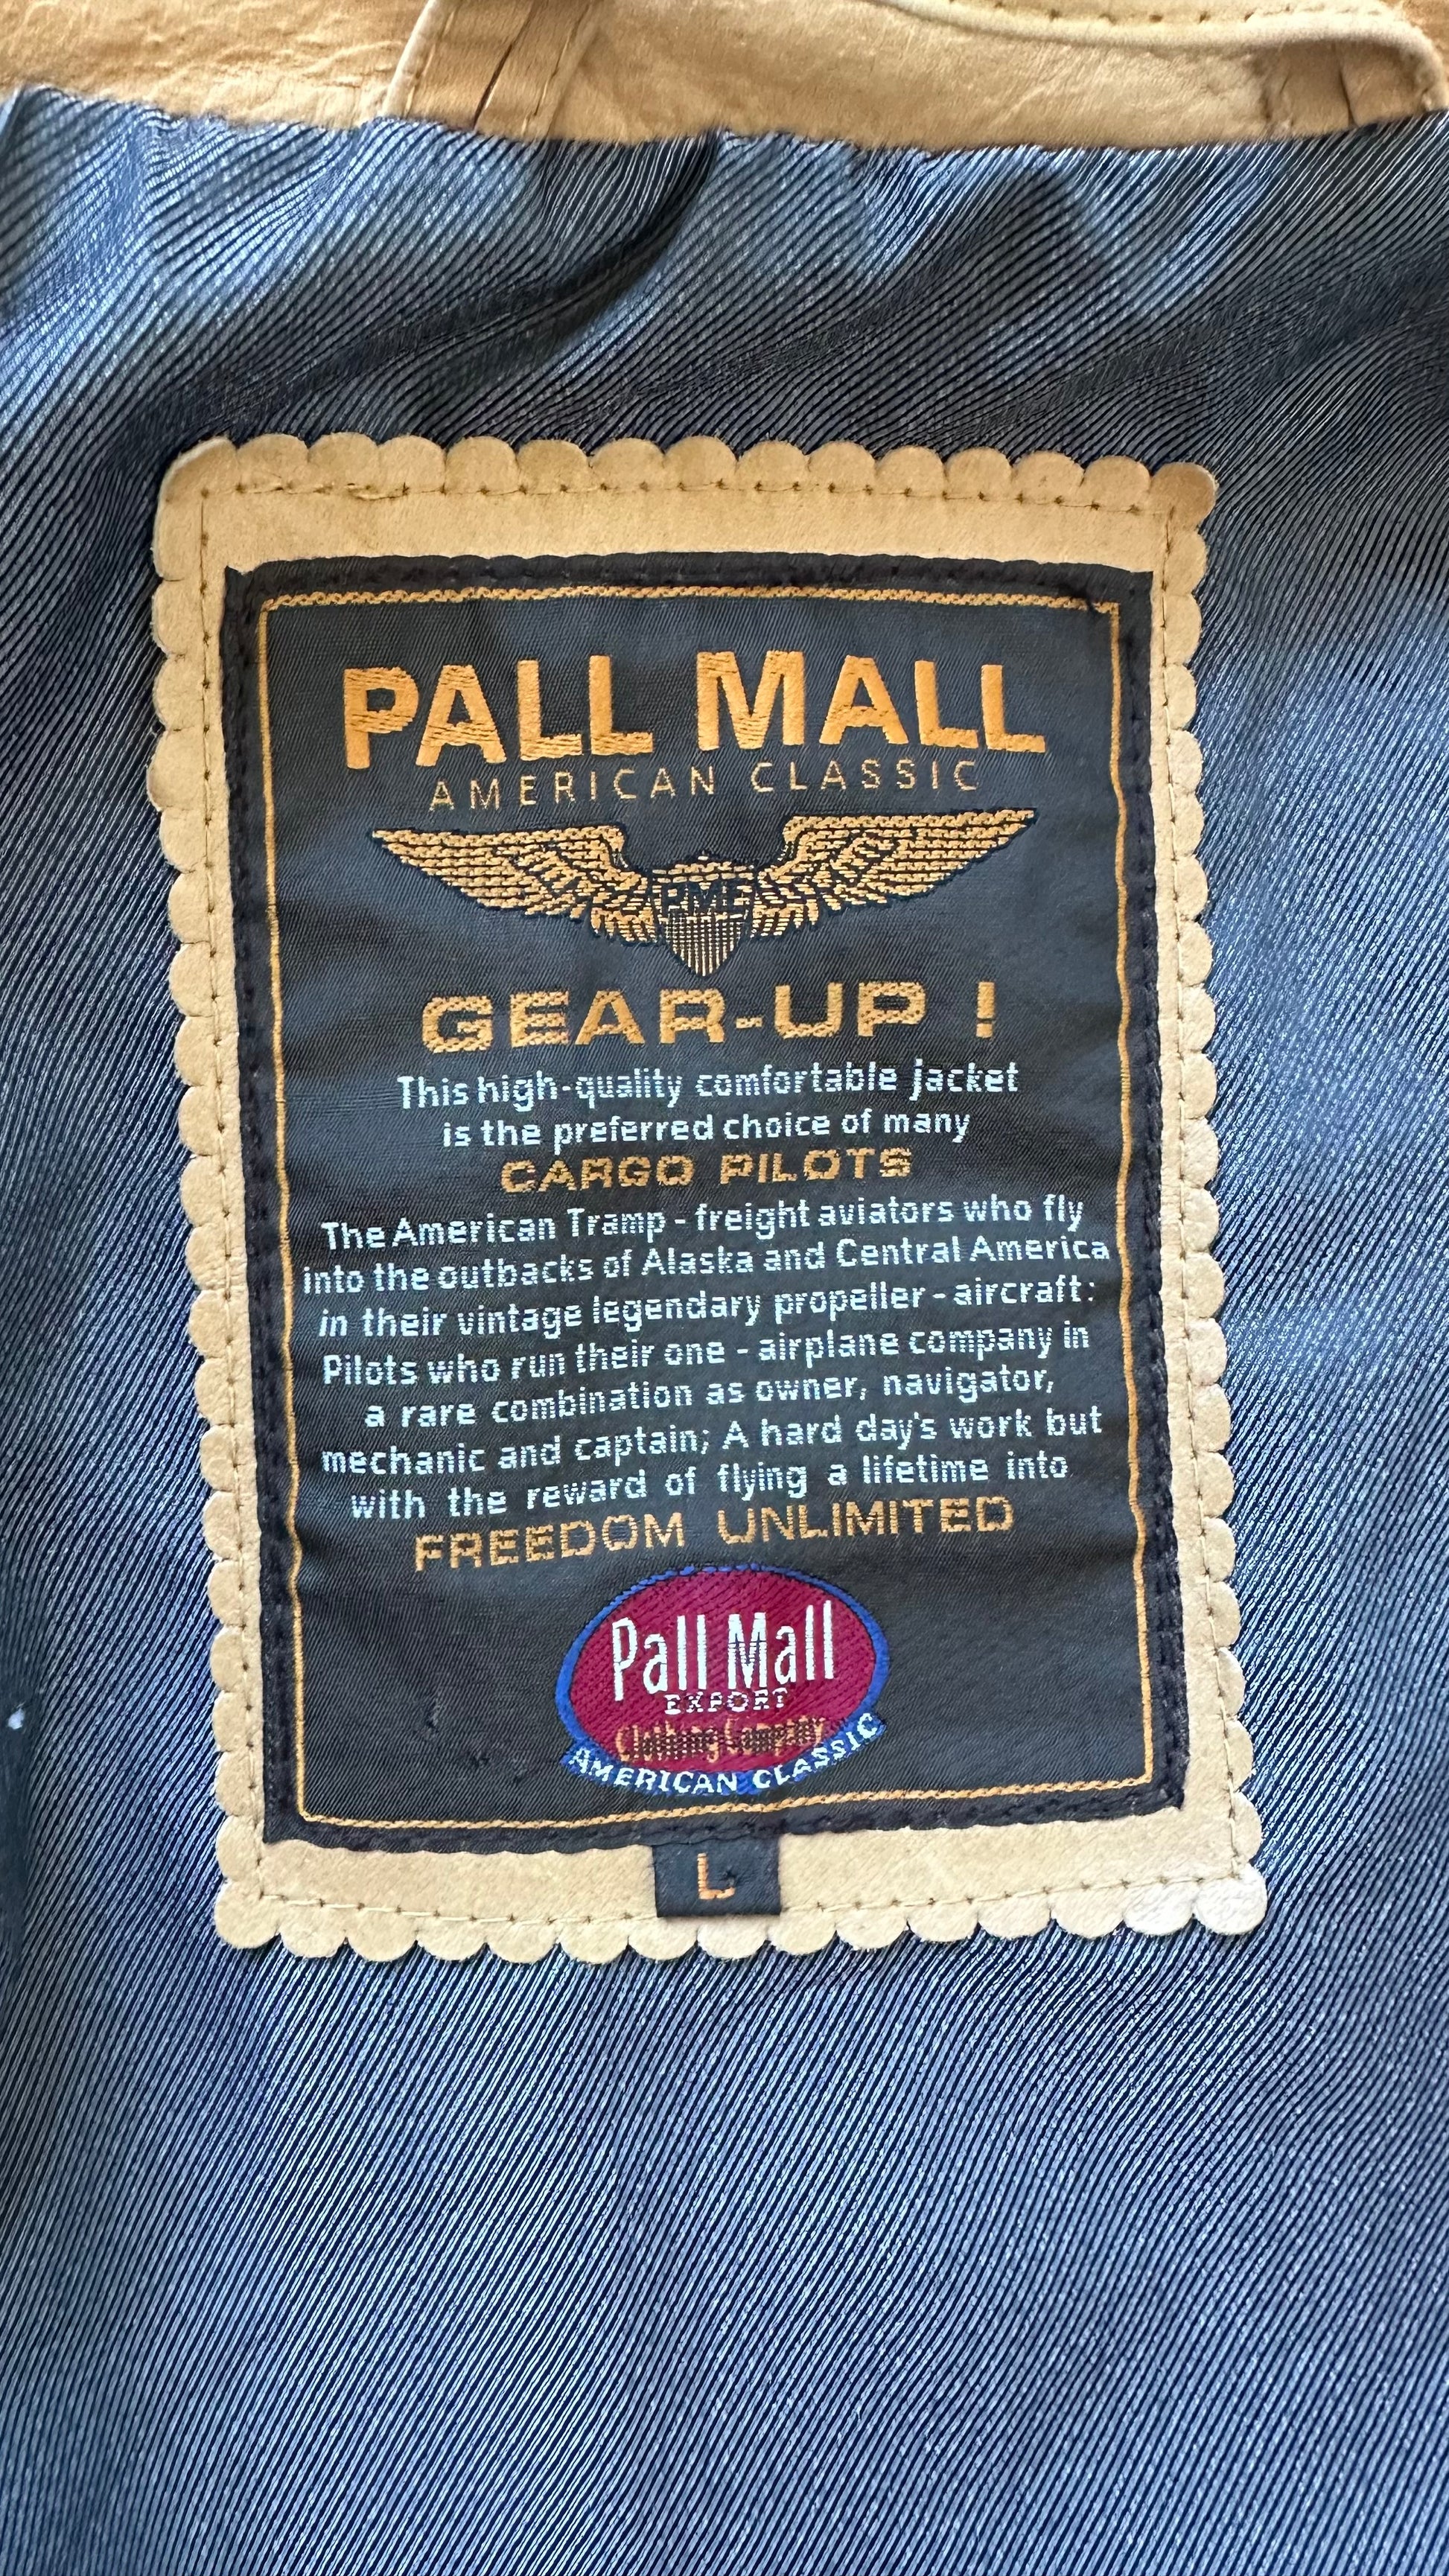 PALL MALL
AMERICAN CLASSIC
PME
GEAR-UP !
This high-quality comfortable jacket
is the preferred choice of many
CARGO PILOTS
The American Tramp - freight aviators who fly
into the outbacks of Alaska and Central America
in their vintage legendary propeller - aircraft:
Pilots who run their one - airplane company in
a rare combination as owner, navigator,
mechanic and captain; A hard day's work but
with the reward of flying a lifetime into
FREEDOM UNLIMITED
Pall Mall
EXPORT
Clothing Company
AMERICAN CLASSIC
L